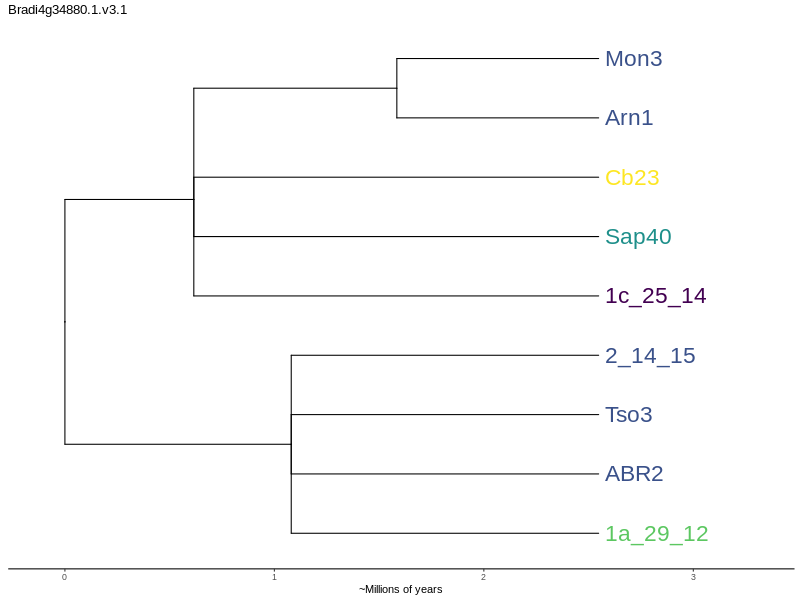 Bradi4g34880.1.v3.1
Mon3
Arn1
Cb23
Sap40
1c_25_14
2_14_15
Tso3
ABR2
1a_29_12
0 1 2 3
~Millions of years